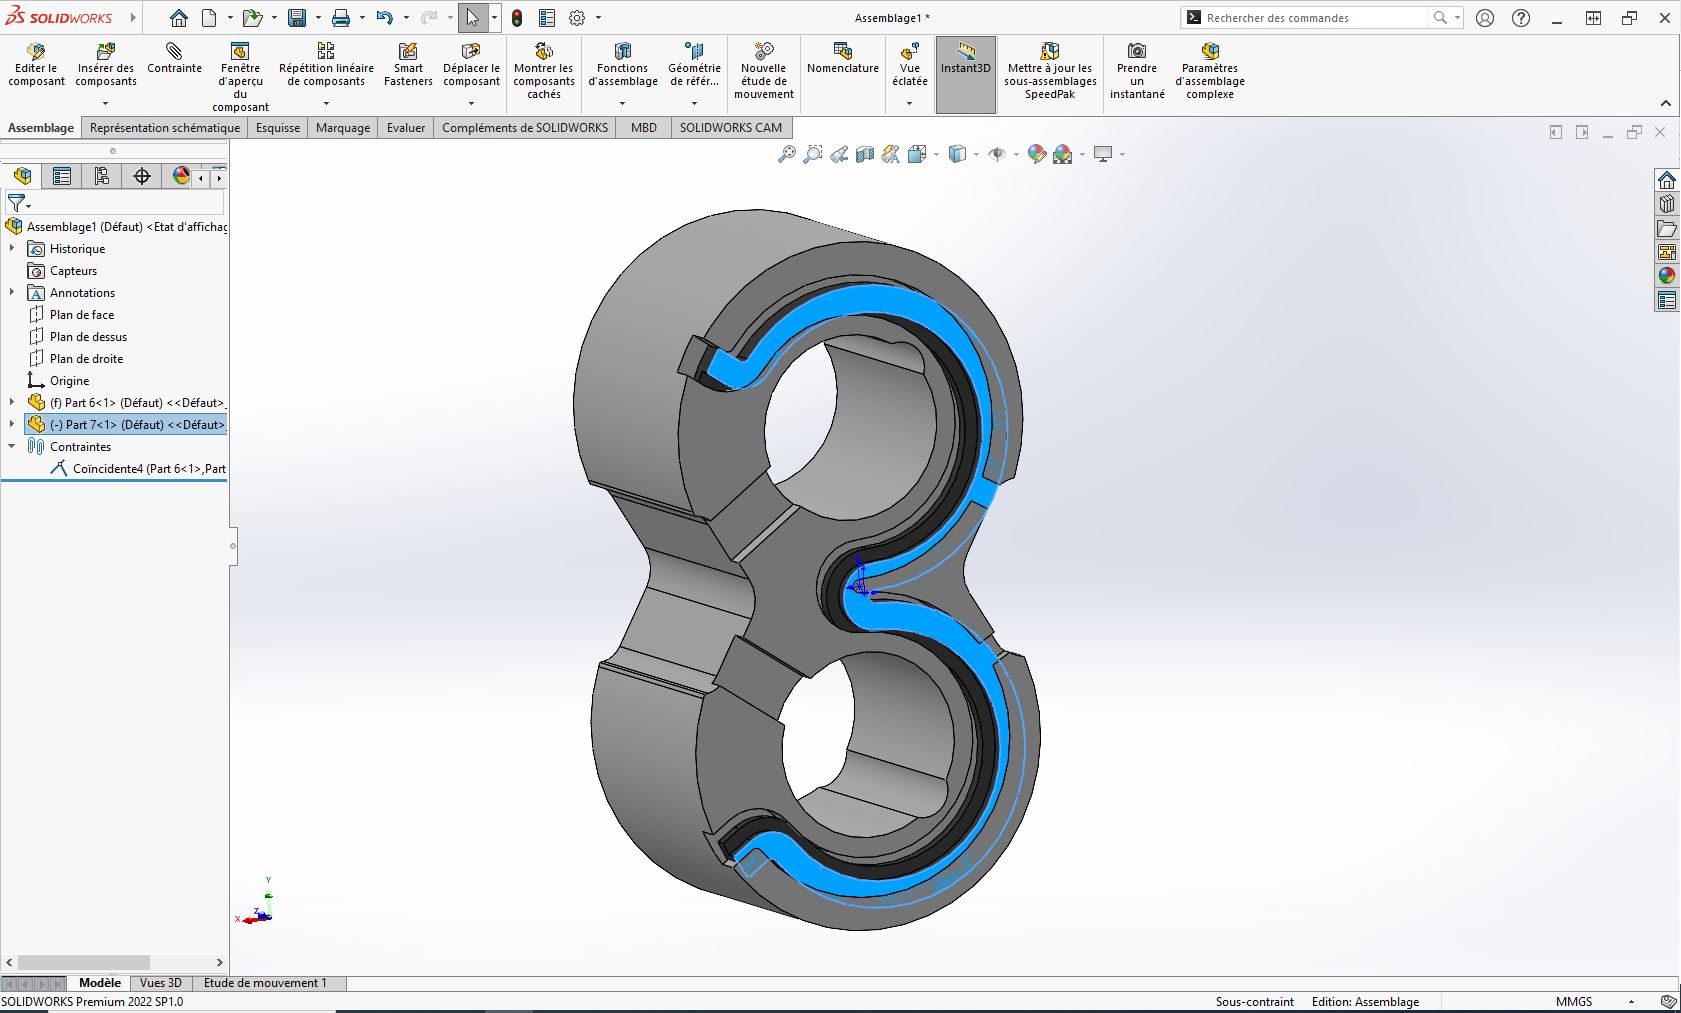 SOLIDWORKS
Assemblage1 *
Rechercher des commandes
Editer le composant
Insérer des composants
Contrainte
Fenêtre d'aperçu du composant
Répétition linéaire de composants
Smart Fasteners
Déplacer le composant
Montrer les composants cachés
Fonctions d'assemblage
Géométrie de référ...
Nouvelle étude de mouvement
Nomenclature
Vue éclatée
Instant3D
Mettre à jour les sous-assemblages SpeedPak
Prendre un instantané
Paramètres d'assemblage complexe
Assemblage
Représentation schématique
Esquisse
Marquage
Evaluer
Compléments de SOLIDWORKS
MBD
SOLIDWORKS CAM
Assemblage1 (Défaut) <Etat d'affichag
Historique
Capteurs
Annotations
Plan de face
Plan de dessus
Plan de droite
Origine
(f) Part 6<1> (Défaut) <<Défaut>
(-) Part 7<1> (Défaut) <<Défaut>
Contraintes
Coïncidente4 (Part 6<1>,Part
Y
X
Z
Modèle
Vues 3D
Etude de mouvement 1
SOLIDWORKS Premium 2022 SP1.0
Sous-contraint
Edition: Assemblage
MMGS